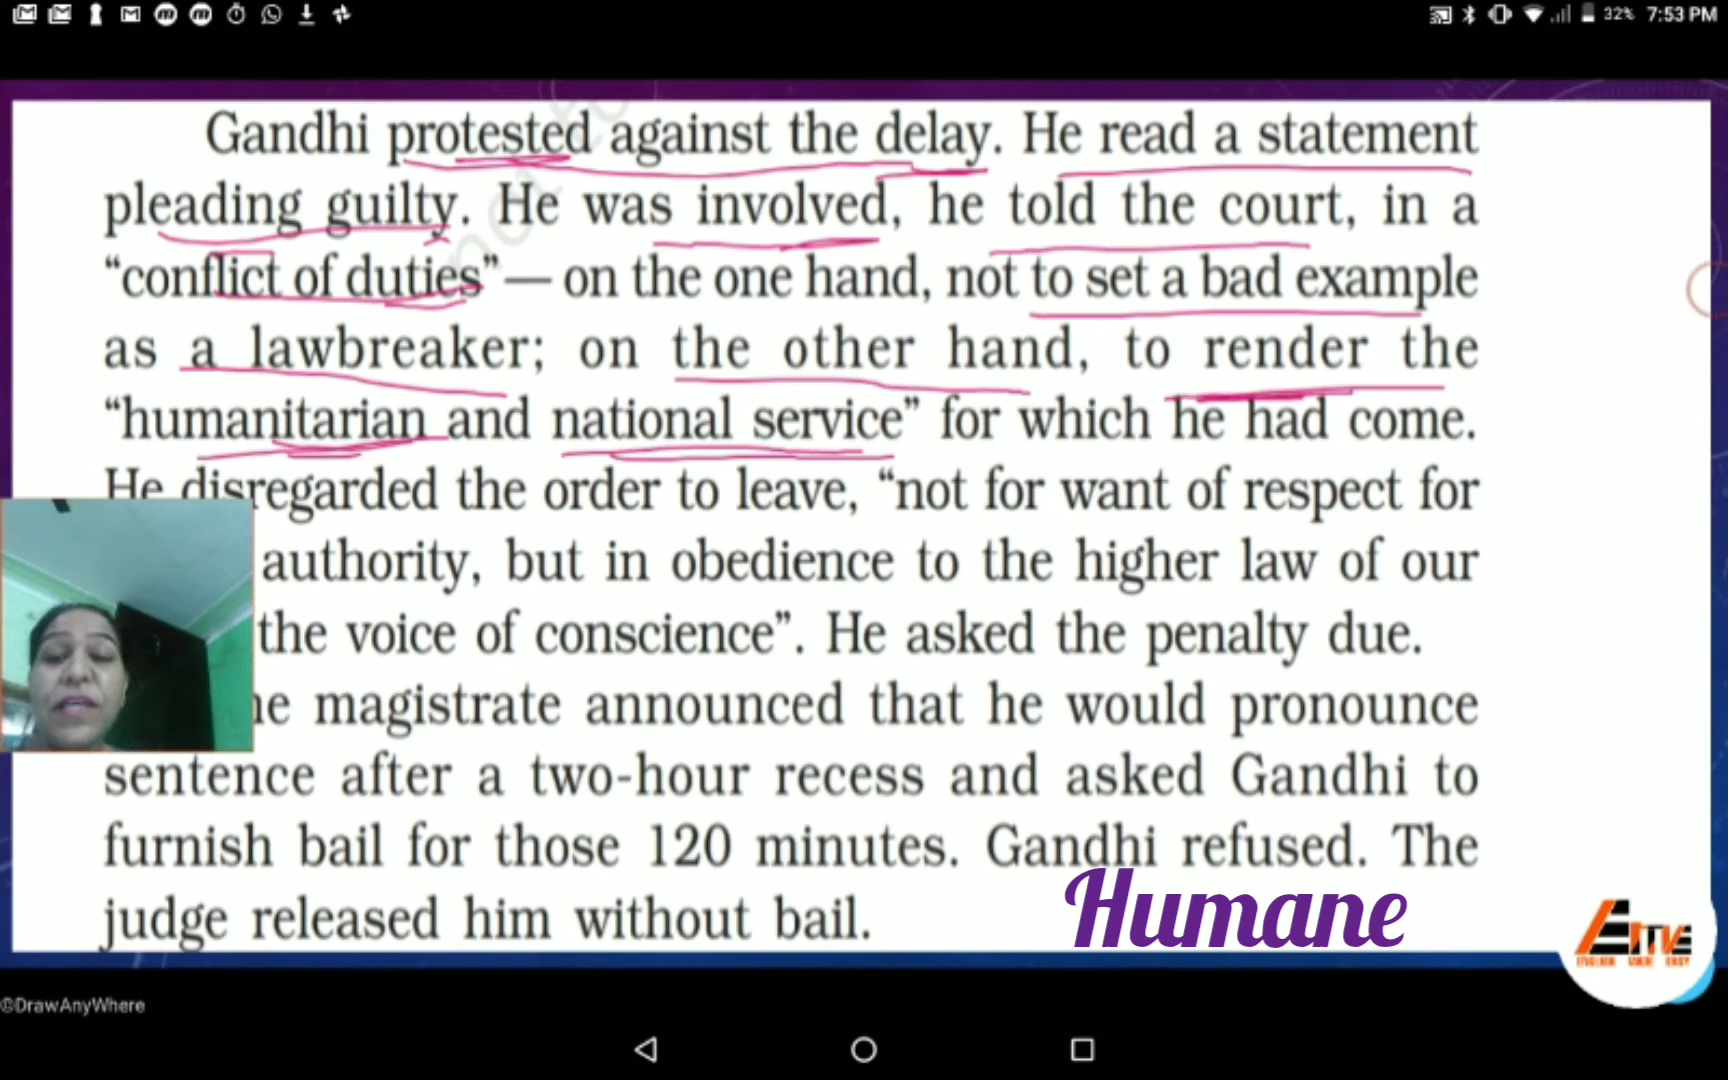 32% 7:53 PM
Gandhi protested against the delay. He read a statement
pleading guilty. He was involved, he told the court, in a
“conflict of duties”— on the one hand, not to set a bad example
as a lawbreaker; on the other hand, to render the
“humanitarian and national service” for which he had come.
He disregarded the order to leave, “not for want of respect for
authority, but in obedience to the higher law of our
the voice of conscience”. He asked the penalty due.
magistrate announced that he would pronounce
sentence after a two-hour recess and asked Gandhi to
furnish bail for those 120 minutes. Gandhi refused. The
judge released him without bail.
Humane
ENGLISH MADE EASY
©DrawAnyWhere